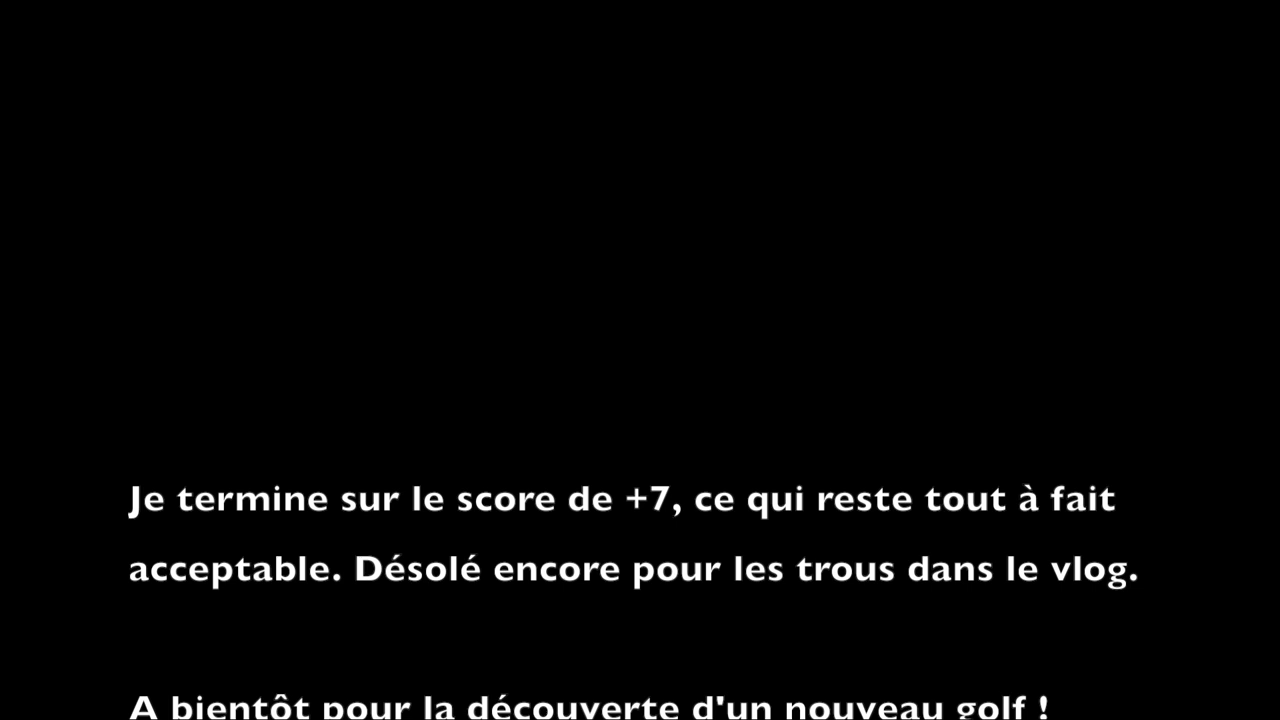 Je termine sur le score de +7, ce qui reste tout à fait
acceptable. Désolé encore pour les trous dans le vlog.
A bientôt pour la découverte d'un nouveau golf !